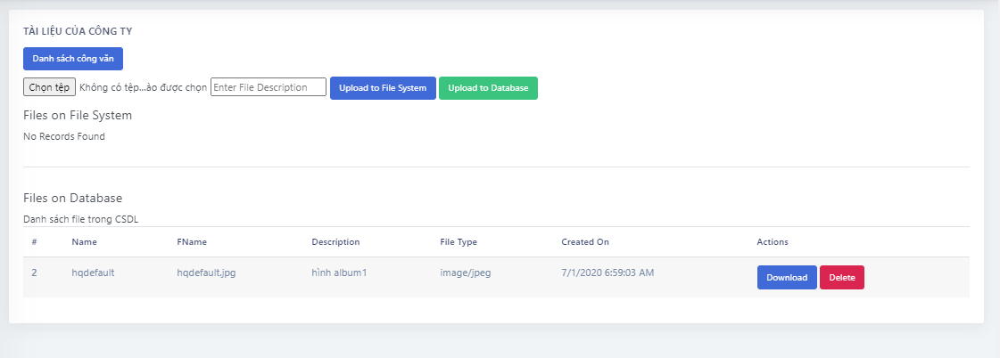 TÀI LIỆU CỦA CÔNG TY
Danh sách công văn
Chọn tệp Không có tệp...ào được chọn Enter File Description Upload to File System Upload to Database
Files on File System
No Records Found
Files on Database
Danh sách file trong CSDL
# Name FName Description File Type Created On Actions
2 hqdefault hqdefault.jpg hình album1 image/jpeg 7/1/2020 6:59:03 AM Download Delete